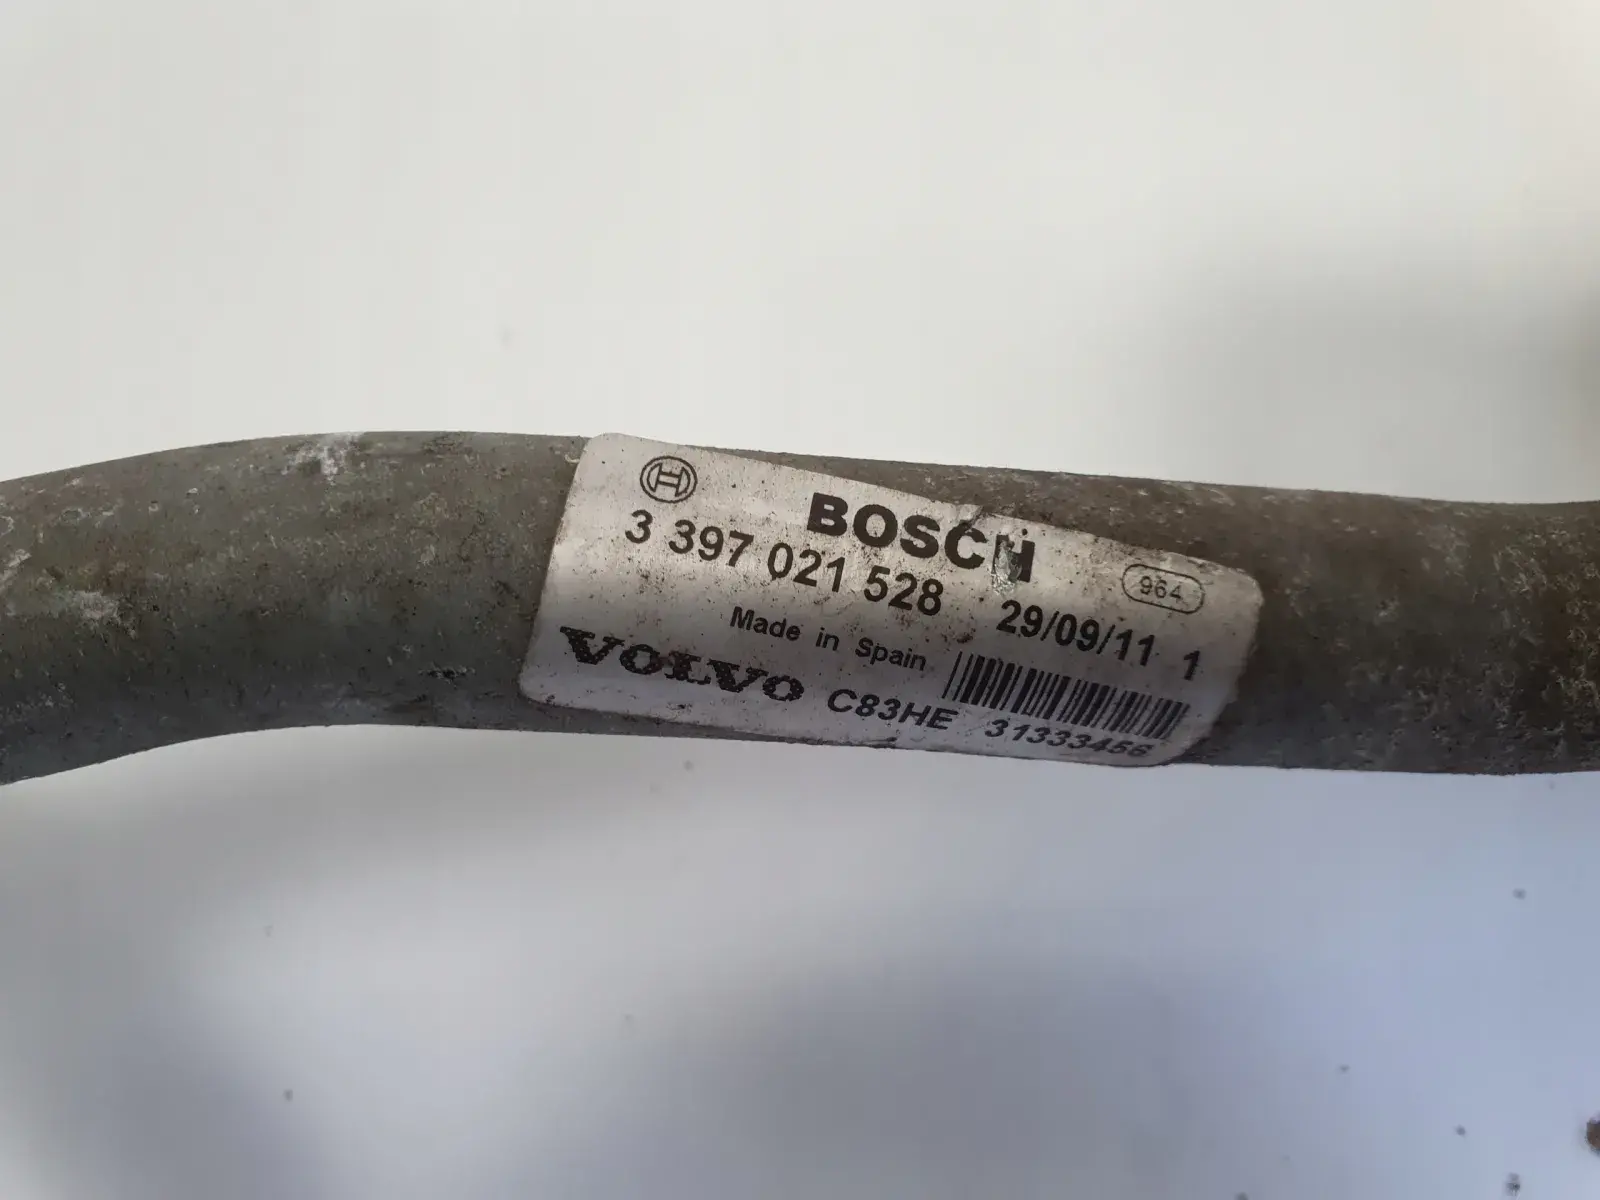 BOSCH 964
3 397 021 528 29/09/11 1
Made in Spain
VOLVO C83HE 31333456